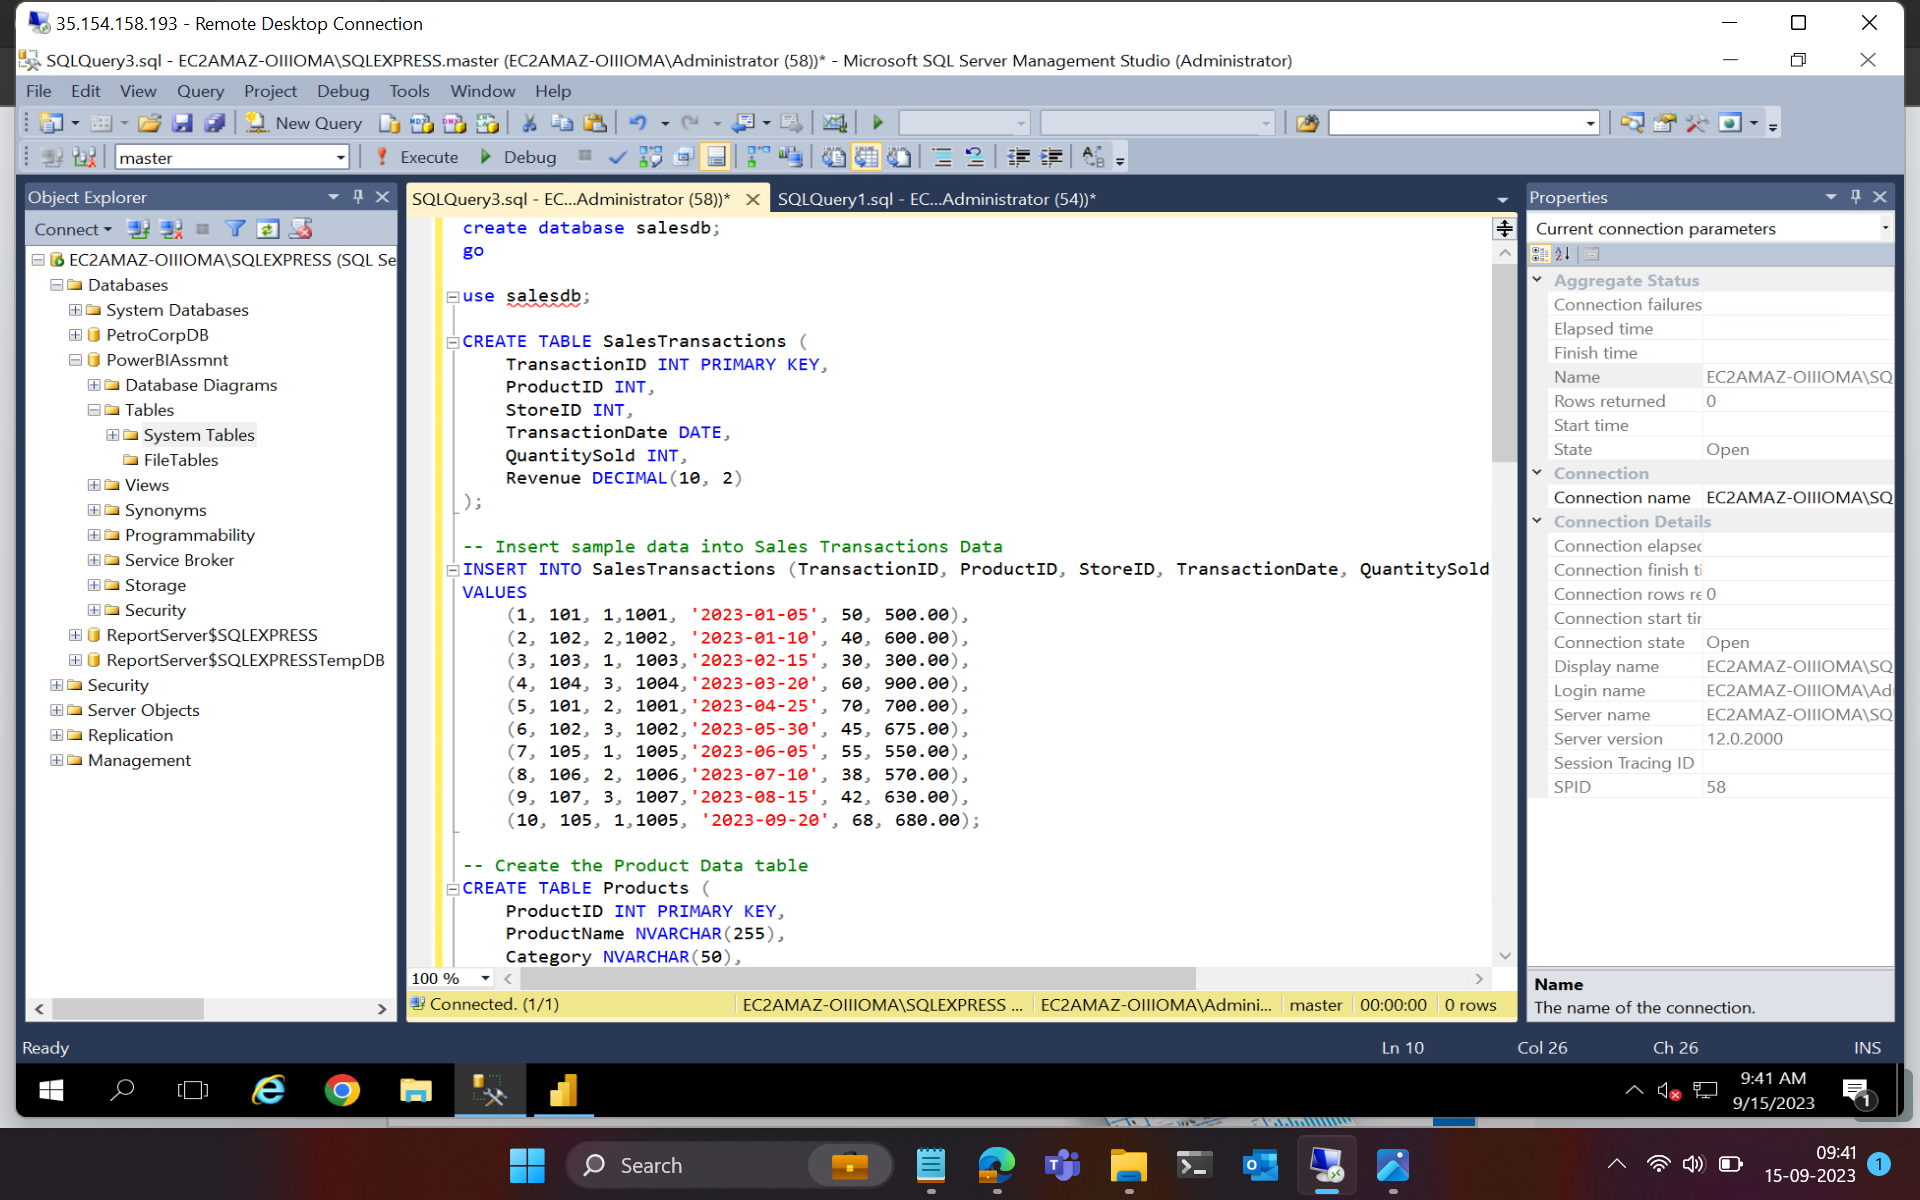 35.154.158.193 - Remote Desktop Connection
SQLQuery3.sql - EC2AMAZ-OIIIOMA\SQLEXPRESS.master (EC2AMAZ-OIIIOMA\Administrator (58))* - Microsoft SQL Server Management Studio (Administrator)
File Edit View Query Project Debug Tools Window Help
New Query
master Execute Debug
Object Explorer
Connect
EC2AMAZ-OIIIOMA\SQLEXPRESS (SQL Se
Databases
System Databases
PetroCorpDB
PowerBIAssmnt
Database Diagrams
Tables
System Tables
FileTables
Views
Synonyms
Programmability
Service Broker
Storage
Security
ReportServer$SQLEXPRESS
ReportServer$SQLEXPRESSTempDB
Security
Server Objects
Replication
Management
SQLQuery3.sql - EC...Administrator (58))* SQLQuery1.sql - EC...Administrator (54))*
create database salesdb;
go
use salesdb;
CREATE TABLE SalesTransactions (
TransactionID INT PRIMARY KEY,
ProductID INT,
StoreID INT,
TransactionDate DATE,
QuantitySold INT,
Revenue DECIMAL(10, 2)
);
-- Insert sample data into Sales Transactions Data
INSERT INTO SalesTransactions (TransactionID, ProductID, StoreID, TransactionDate, QuantitySold
VALUES
(1, 101, 1,1001, '2023-01-05', 50, 500.00),
(2, 102, 2,1002, '2023-01-10', 40, 600.00),
(3, 103, 1, 1003,'2023-02-15', 30, 300.00),
(4, 104, 3, 1004,'2023-03-20', 60, 900.00),
(5, 101, 2, 1001,'2023-04-25', 70, 700.00),
(6, 102, 3, 1002,'2023-05-30', 45, 675.00),
(7, 105, 1, 1005,'2023-06-05', 55, 550.00),
(8, 106, 2, 1006,'2023-07-10', 38, 570.00),
(9, 107, 3, 1007,'2023-08-15', 42, 630.00),
(10, 105, 1,1005, '2023-09-20', 68, 680.00);
-- Create the Product Data table
CREATE TABLE Products (
ProductID INT PRIMARY KEY,
ProductName NVARCHAR(255),
Category NVARCHAR(50),
100 %
Connected. (1/1) EC2AMAZ-OIIIOMA\SQLEXPRESS ... EC2AMAZ-OIIIOMA\Admini... master 00:00:00 0 rows
Properties
Current connection parameters
Aggregate Status
Connection failures
Elapsed time
Finish time
Name EC2AMAZ-OIIIOMA\SQ
Rows returned 0
Start time
State Open
Connection
Connection name EC2AMAZ-OIIIOMA\SQ
Connection Details
Connection elapsec
Connection finish ti
Connection rows re 0
Connection start tir
Connection state Open
Display name EC2AMAZ-OIIIOMA\SQ
Login name EC2AMAZ-OIIIOMA\Ad
Server name EC2AMAZ-OIIIOMA\SQ
Server version 12.0.2000
Session Tracing ID
SPID 58
Name
The name of the connection.
Ready Ln 10 Col 26 Ch 26 INS
9:41 AM
9/15/2023
1
Search
09:41
15-09-2023
1